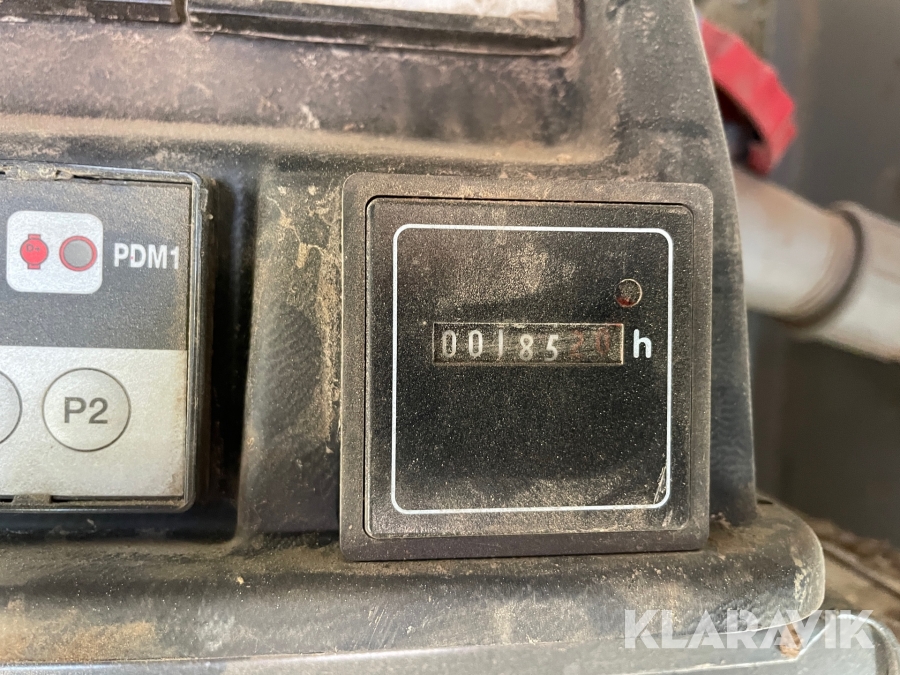 PDM1
P2
00185 h
KLARAVIK